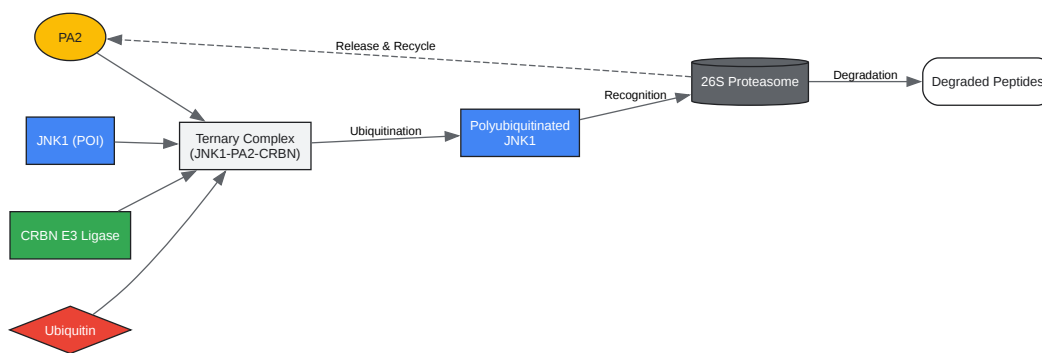 PA2
Release & Recycle
26S Proteasome
Degradation
Degraded Peptides
Recognition
JNK1 (POI)
Ternary Complex
(JNK1-PA2-CRBN)
Ubiquitination
Polyubiquitinated
JNK1
CRBN E3 Ligase
Ubiquitin